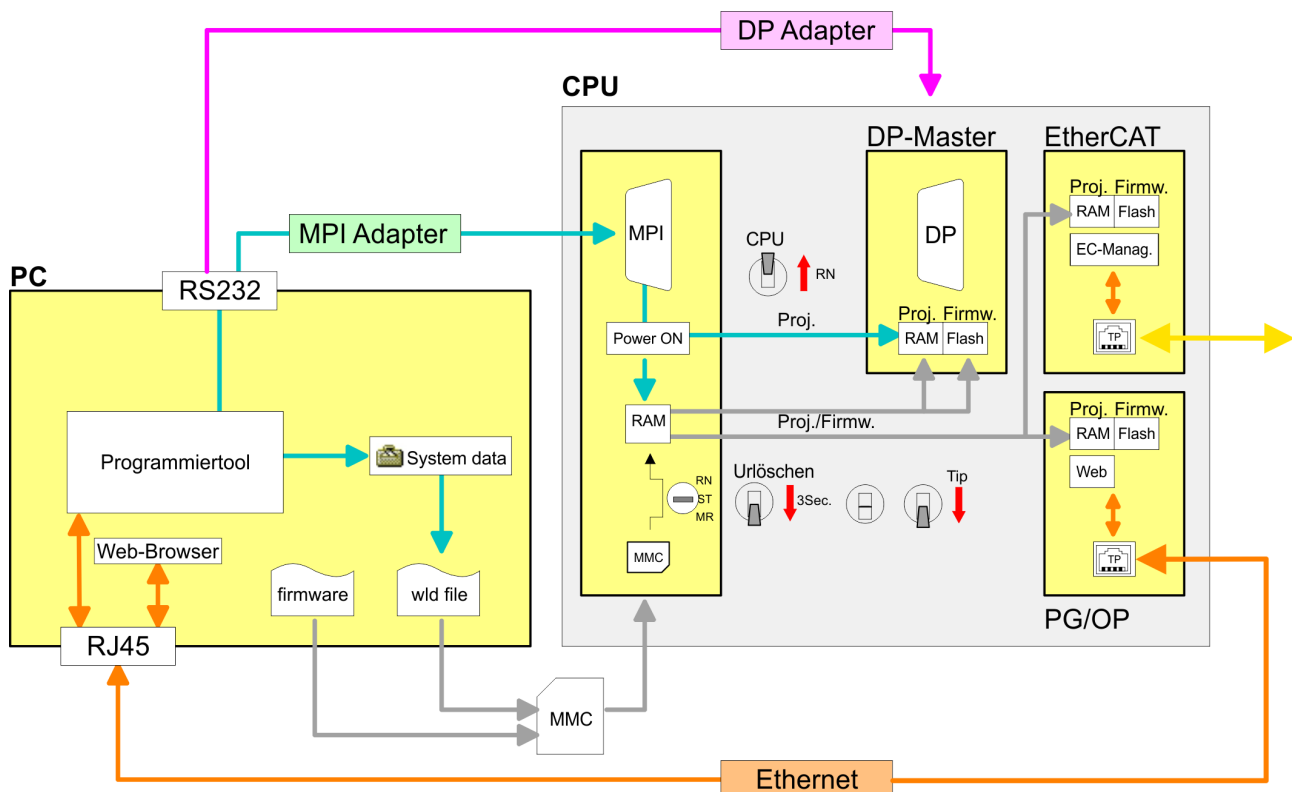 DP Adapter
CPU
DP-Master
EtherCAT
MPI Adapter
MPI
CPU
RN
DP
Proj. Firmw.
RAM
Flash
EC-Manag.
TP
PC
RS232
Power ON
Proj.
Proj. Firmw.
RAM
Flash
RAM
Proj./Firmw.
Proj. Firmw.
RAM
Flash
Web
TP
PG/OP
Programmiertool
System data
RN
ST
MR
Urlöschen
3Sec.
Tip
MMC
Web-Browser
firmware
wld file
RJ45
MMC
Ethernet